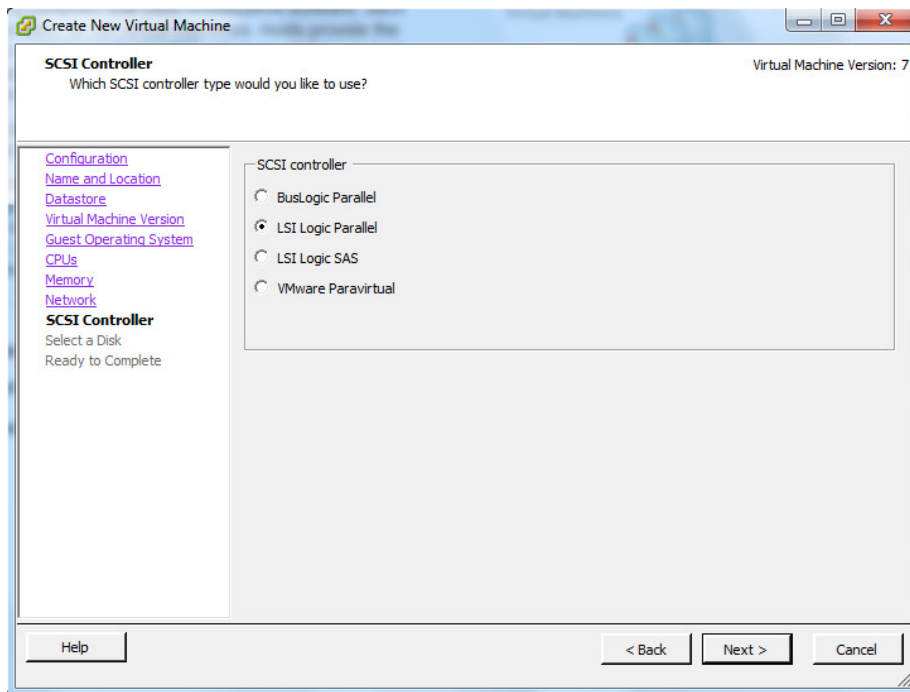 Create New Virtual Machine
SCSI Controller
Which SCSI controller type would you like to use?
Virtual Machine Version: 7
Configuration
Name and Location
Datastore
Virtual Machine Version
Guest Operating System
CPUs
Memory
Network
SCSI Controller
Select a Disk
Ready to Complete
SCSI controller
BusLogic Parallel
LSI Logic Parallel
LSI Logic SAS
VMware Paravirtual
Help
< Back
Next >
Cancel